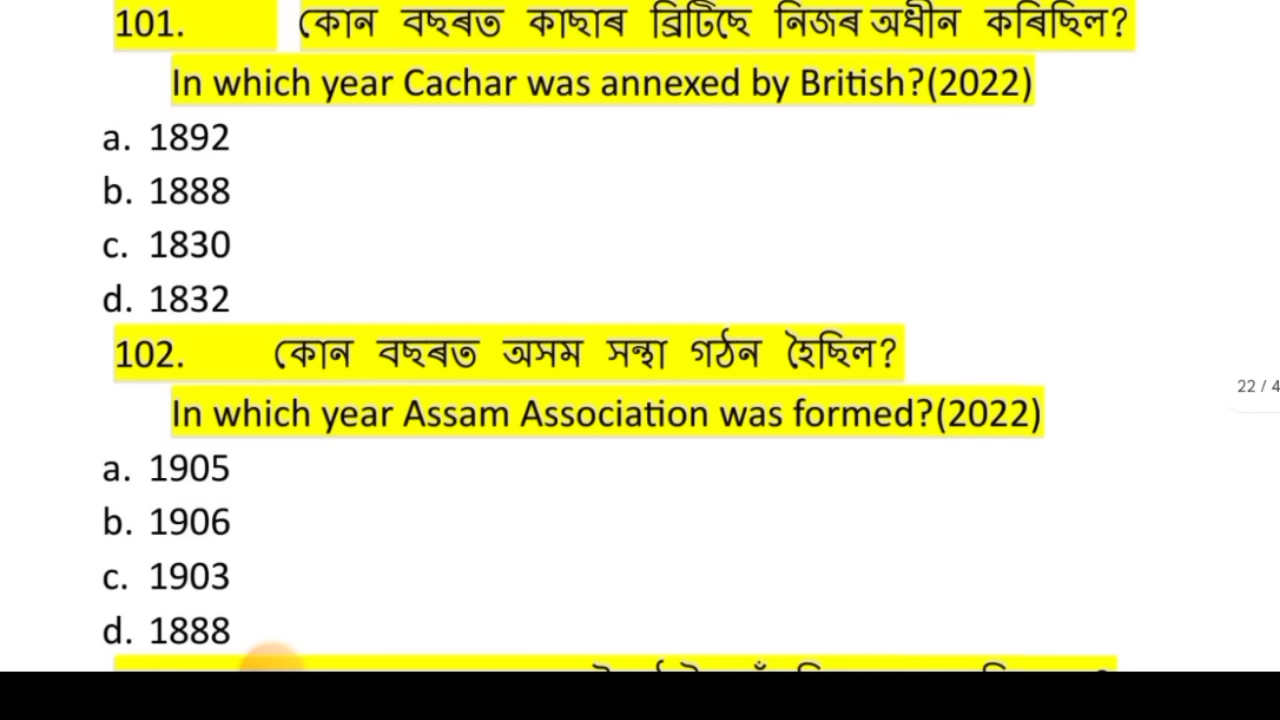 101. কোন বছৰত কাছাৰ ব্ৰিটিছে নিজৰ অধীন কৰিছিল?
In which year Cachar was annexed by British?(2022)
a. 1892
b. 1888
c. 1830
d. 1832
102. কোন বছৰত অসম সন্থা গঠন হৈছিল?
In which year Assam Association was formed?(2022)
22 / 4
a. 1905
b. 1906
c. 1903
d. 1888